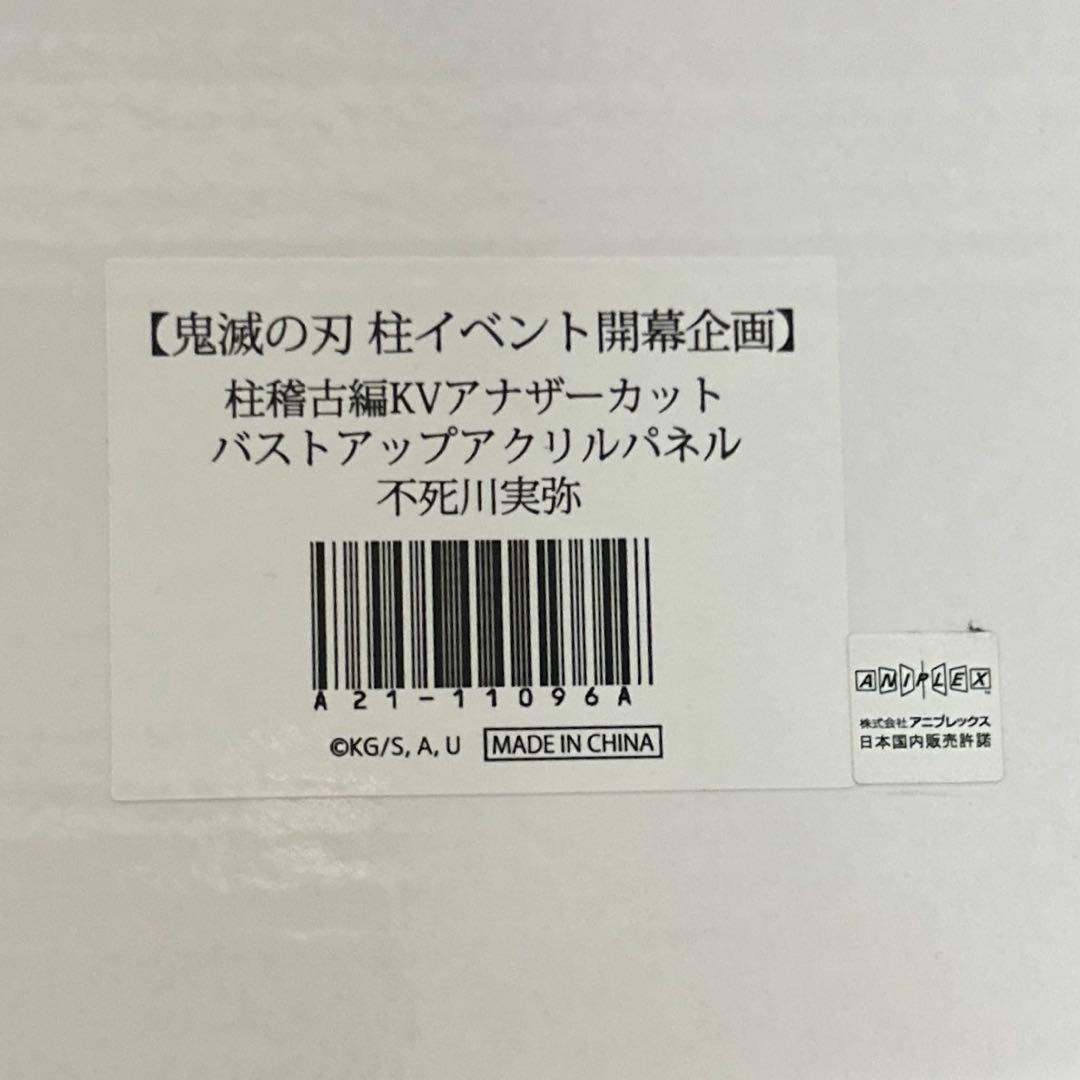 【鬼滅の刃 柱イベント開幕企画】
柱稽古編KVアナザーカット
バストアップアクリルパネル
不死川実弥
A21-11096A
©KG/S, A, U MADE IN CHINA
ANIPLEX
株式会社アニプレックス
日本国内販売許諾